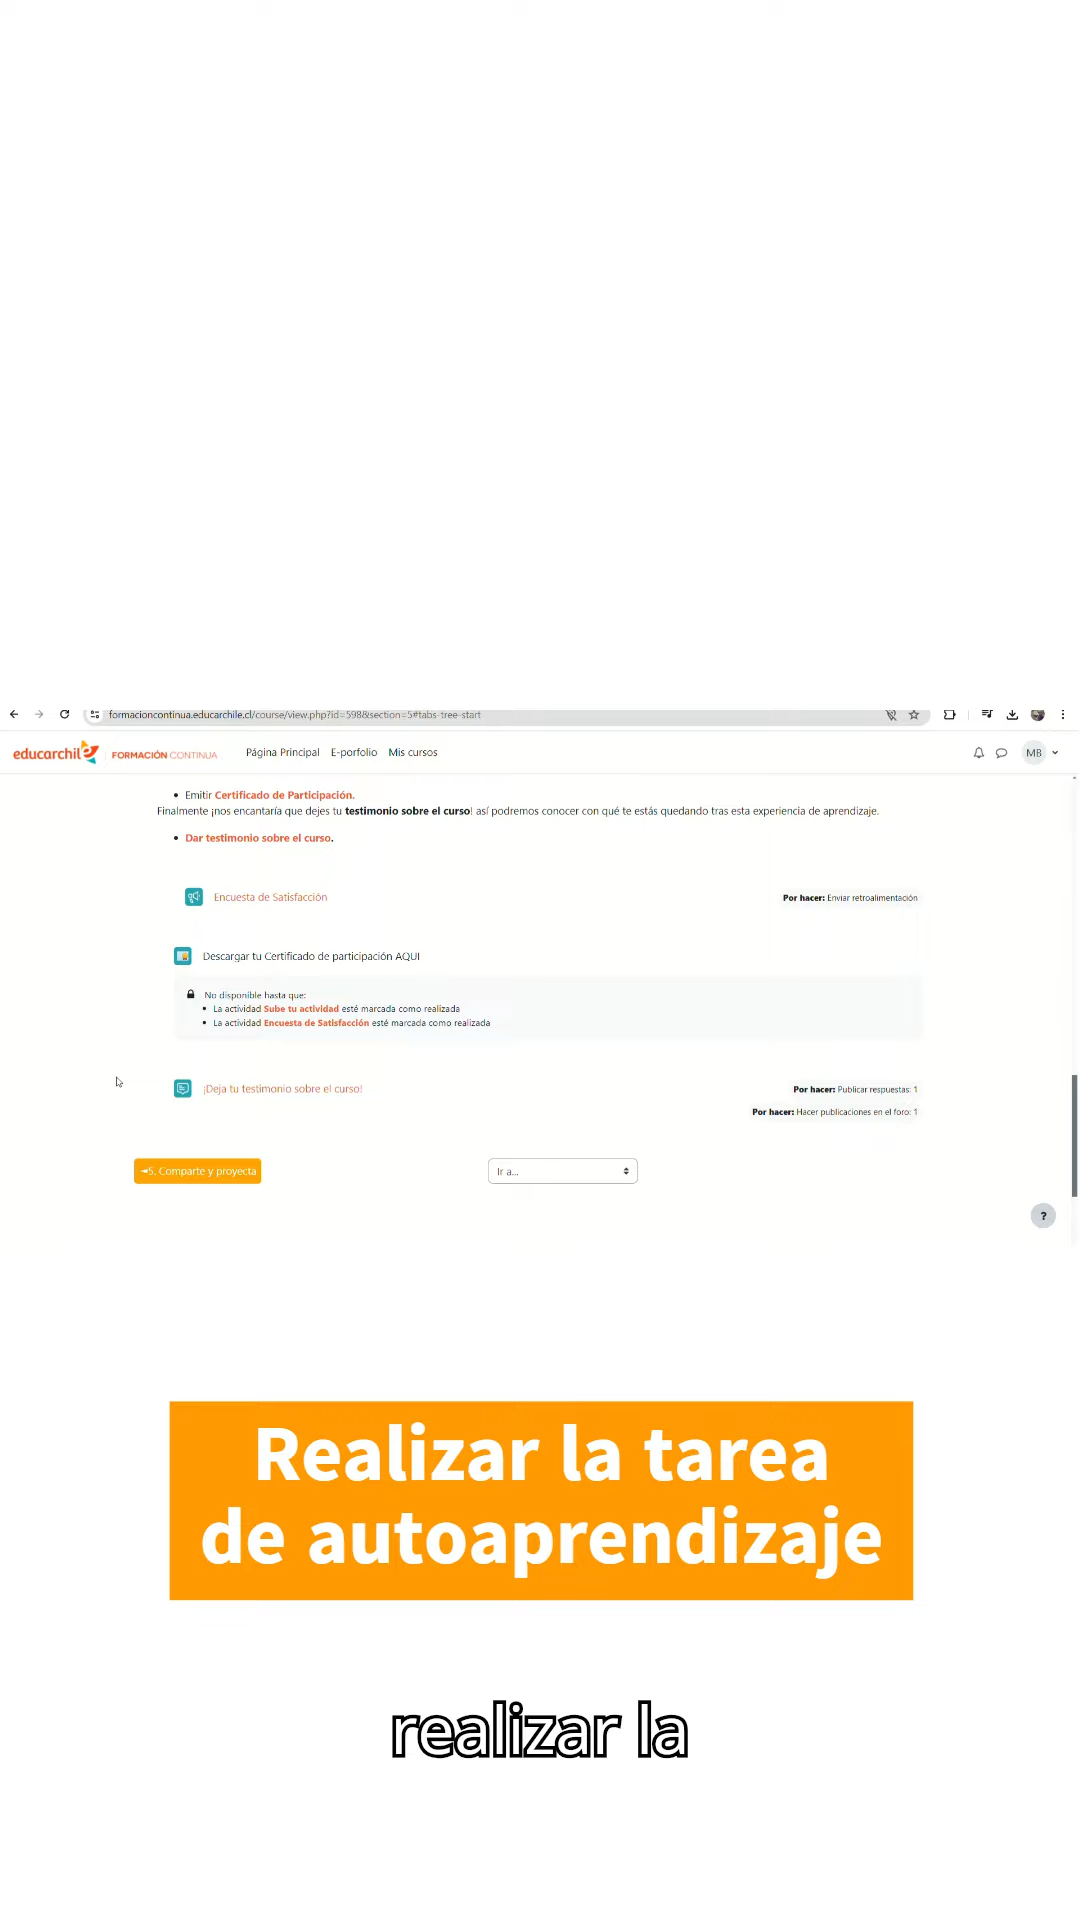 formacioncontinua.educarchile.cl/course/view.php?id=598&section=5#tabs-tree-start
educarchile FORMACIÓN CONTINUA Página Principal E-porfolio Mis cursos MB
• Emitir Certificado de Participación.
Finalmente ¡nos encantaría que dejes tu testimonio sobre el curso! así podremos conocer con qué te estás quedando tras esta experiencia de aprendizaje.
• Dar testimonio sobre el curso.
Encuesta de Satisfacción Por hacer: Enviar retroalimentación
Descargar tu Certificado de participación AQUI
No disponible hasta que:
• La actividad Sube tu actividad esté marcada como realizada
• La actividad Encuesta de Satisfacción esté marcada como realizada
¡Deja tu testimonio sobre el curso! Por hacer: Publicar respuestas: 1
Por hacer: Hacer publicaciones en el foro: 1
◄5. Comparte y proyecta Ir a...
?
Realizar la tarea
de autoaprendizaje
realizar la